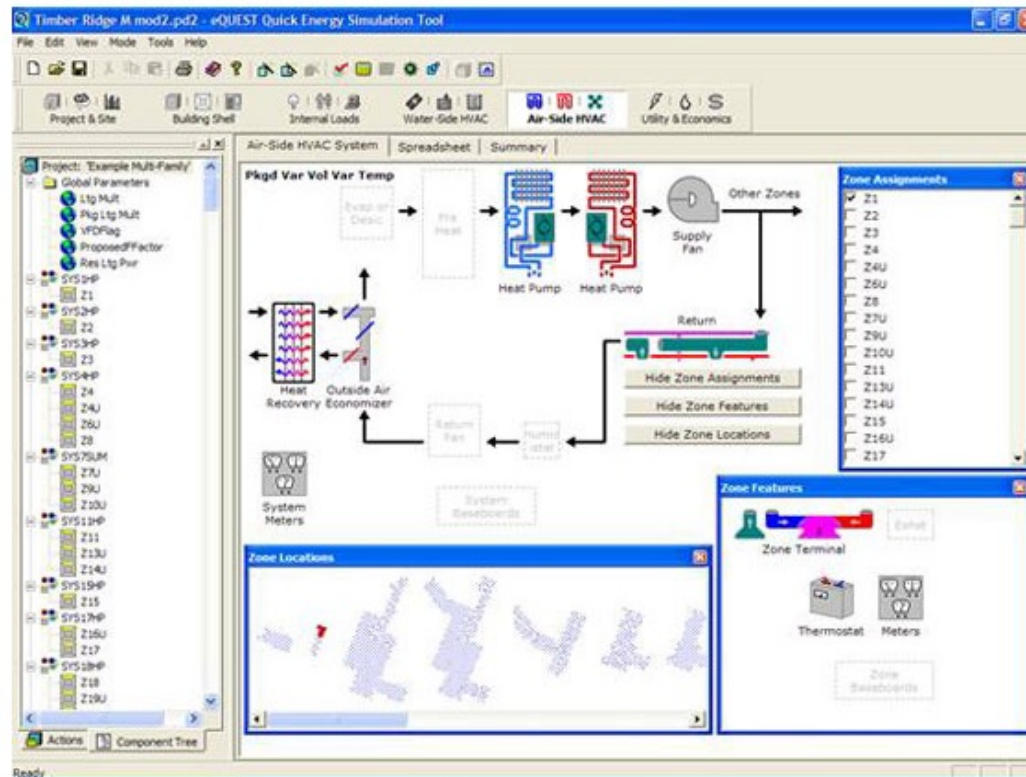 Timber Ridge M mod2.pd2 - eQUEST Quick Energy Simulation Tool
File Edit View Mode Tools Help
Project & Site Building Shell Internal Loads Water-Side HVAC Air-Side HVAC Utility & Economics
Project: 'Example Multi-Family'
Global Parameters
Ltg Mult
Pkg Ltg Mult
VFDFlag
ProposedFFactor
Res Ltg Pwr
SYS1HP
Z1
SYS2HP
Z2
SYS3HP
Z3
SYS4HP
Z4
Z4U
Z6U
Z8
SYS7SUM
Z7U
Z9U
Z10U
SYS11HP
Z11
Z13U
Z14U
SYS15HP
Z15
SYS17HP
Z16U
Z17
SYS18HP
Z18
Z19U
Actions Component Tree
Ready
Air-Side HVAC System Spreadsheet Summary
Pkgd Var Vol Var Temp
Evap or
Desic
Pre
Heat
Heat Pump
Heat Pump
Supply
Fan
Other Zones
Return
Hide Zone Assignments
Hide Zone Features
Hide Zone Locations
Heat
Recovery
Outside Air
Economizer
Return
Fan
Humid
istat
System
Meters
System
Baseboards
Zone Assignments
Z1
Z2
Z3
Z4
Z4U
Z6U
Z8
Z7U
Z9U
Z10U
Z11
Z13U
Z14U
Z15
Z16U
Z17
Zone Locations
Zone Features
Zone Terminal
Exhst
Thermostat
Meters
Zone
Baseboards